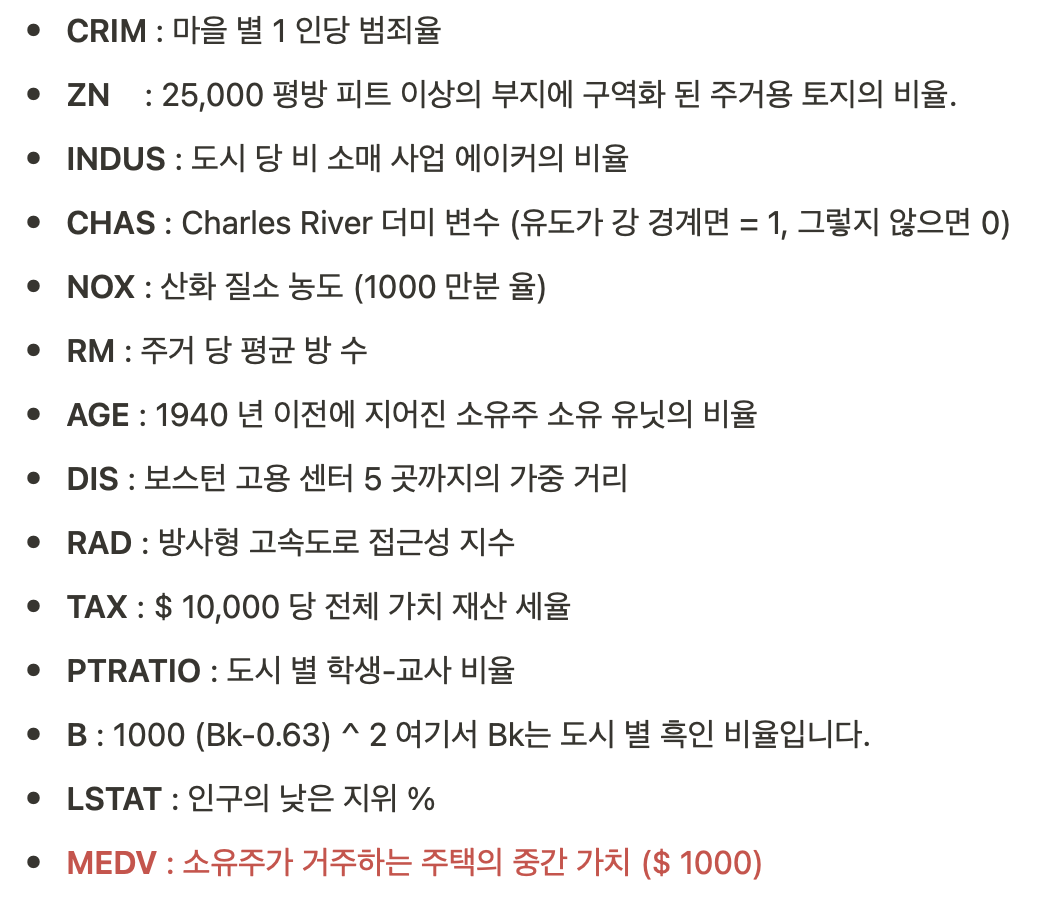 • CRIM : 마을 별 1 인당 범죄율
• ZN : 25,000 평방 피트 이상의 부지에 구역화 된 주거용 토지의 비율.
• INDUS : 도시 당 비 소매 사업 에이커의 비율
• CHAS : Charles River 더미 변수 (유도가 강 경계면 = 1, 그렇지 않으면 0)
• NOX : 산화 질소 농도 (1000 만분 율)
• RM : 주거 당 평균 방 수
• AGE : 1940 년 이전에 지어진 소유주 소유 유닛의 비율
• DIS : 보스턴 고용 센터 5 곳까지의 가중 거리
• RAD : 방사형 고속도로 접근성 지수
• TAX : $ 10,000 당 전체 가치 재산 세율
• PTRATIO : 도시 별 학생-교사 비율
• B : 1000 (Bk-0.63) ^ 2 여기서 Bk는 도시 별 흑인 비율입니다.
• LSTAT : 인구의 낮은 지위 %
• MEDV : 소유주가 거주하는 주택의 중간 가치 ($ 1000)